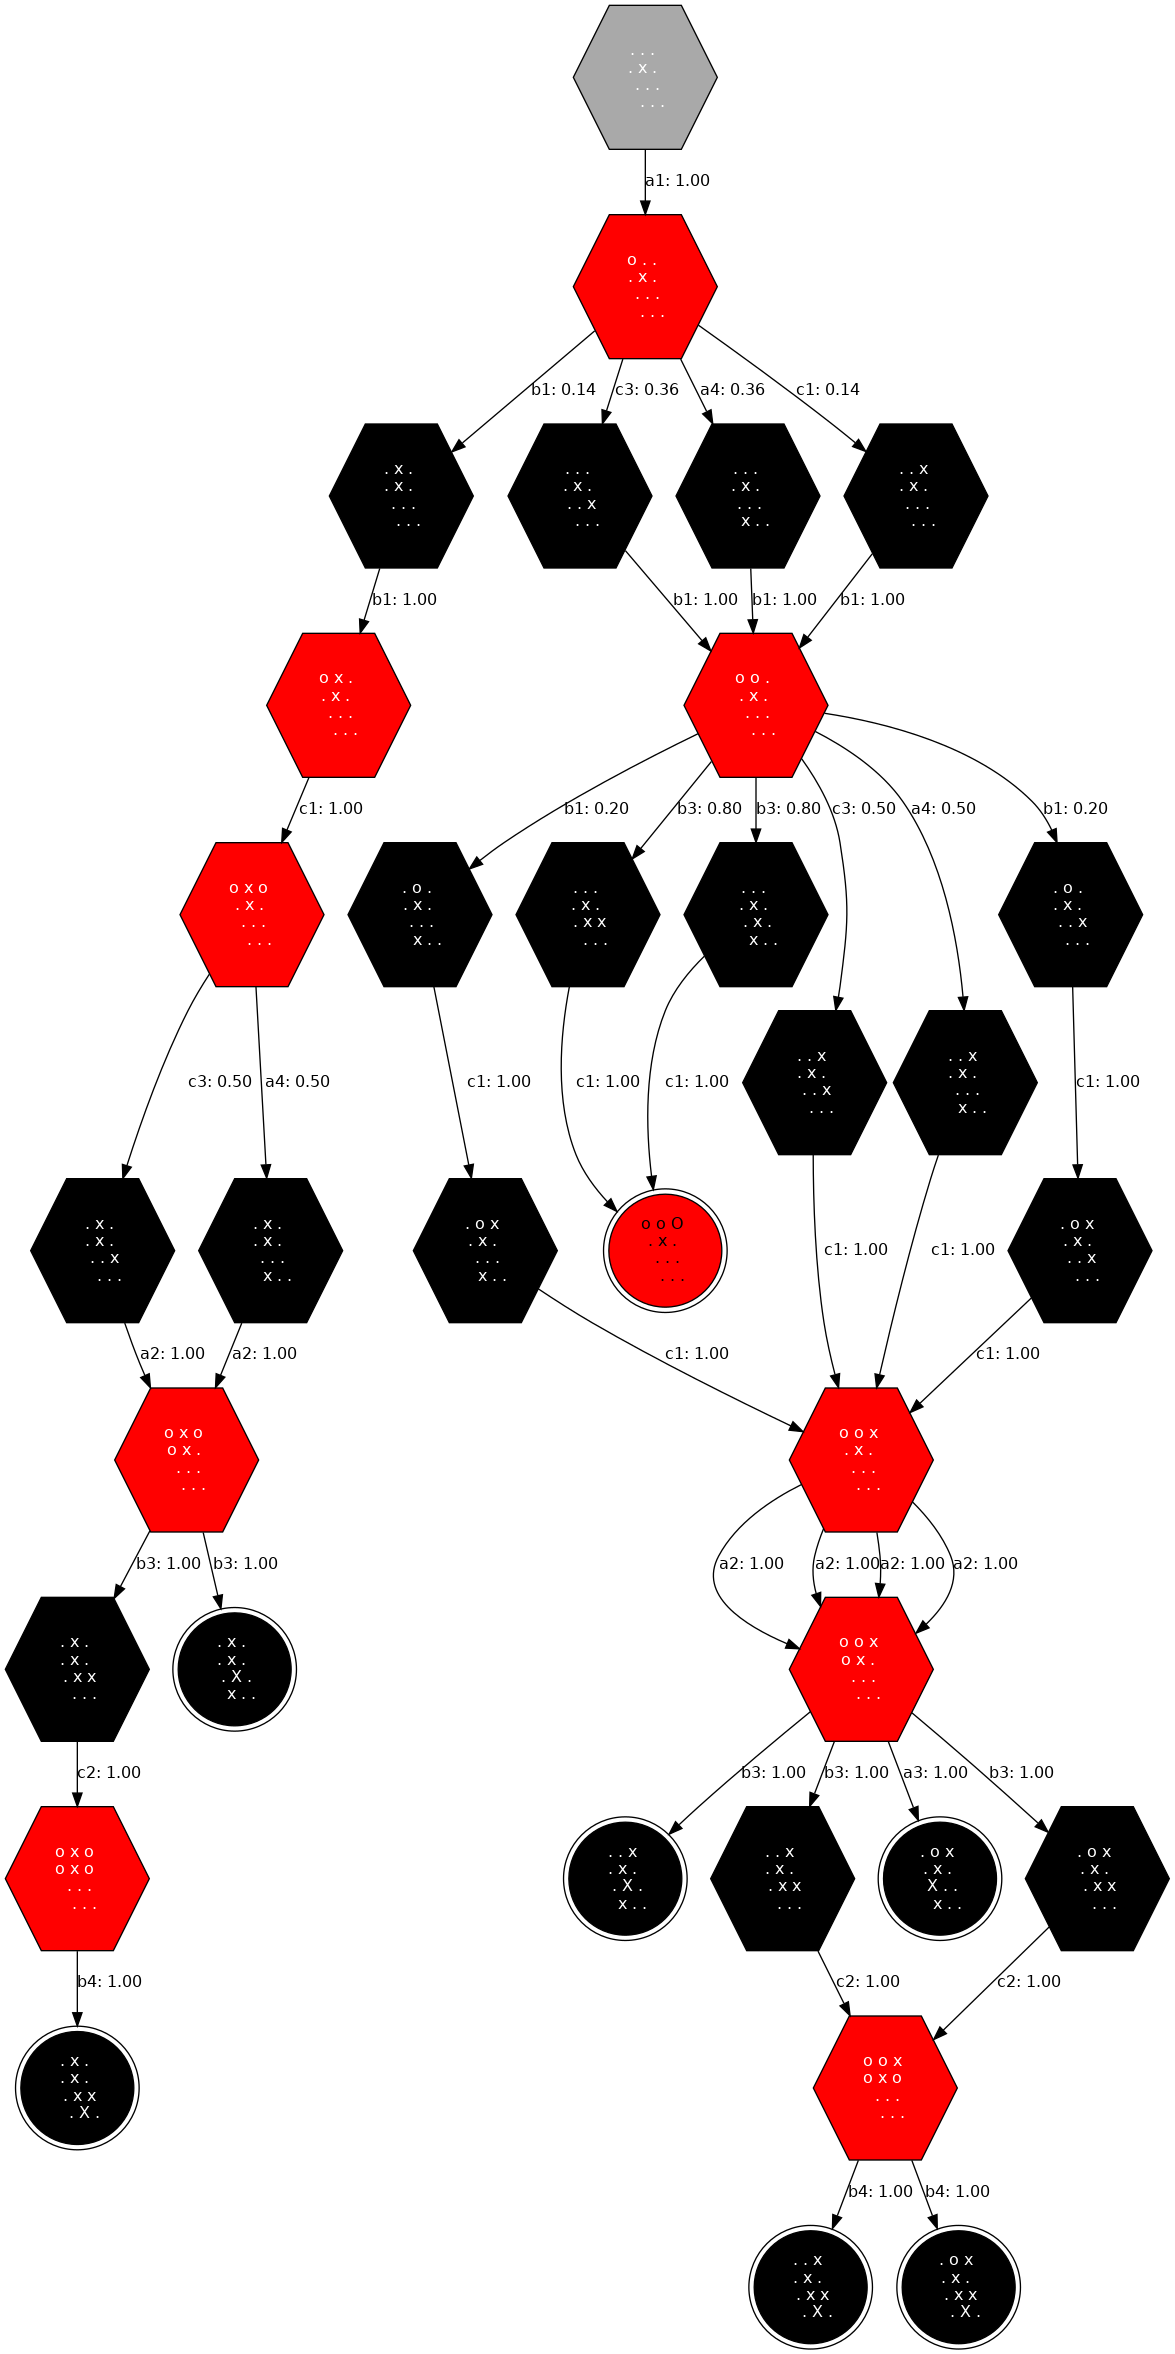 . . .
. x .
. . .
. . .
a1: 1.00
o . .
. x .
. . .
. . .
b1: 0.14
c3: 0.36
a4: 0.36
c1: 0.14
. x .
. x .
. . .
. . .
. . .
. x .
. . x
. . .
. . .
. x .
. . .
x . .
. . x
. x .
. . .
. . .
b1: 1.00
b1: 1.00
b1: 1.00
b1: 1.00
o x .
. x .
. . .
. . .
o o .
. x .
. . .
. . .
c1: 1.00
b1: 0.20
b3: 0.80
b3: 0.80
c3: 0.50
a4: 0.50
b1: 0.20
o x o
. x .
. . .
. . .
. o .
. x .
. . .
x . .
. . .
. x .
. x x
. . .
. . .
. x .
. x .
x . .
. o .
. x .
. . x
. . .
. . x
. x .
. . x
. . .
. . x
. x .
. . .
x . .
c3: 0.50
a4: 0.50
c1: 1.00
c1: 1.00
c1: 1.00
c1: 1.00
. x .
. x .
. . x
. . .
. x .
. x .
. . .
x . .
. o x
. x .
. . .
x . .
o o O
. x .
. . .
. . .
c1: 1.00
c1: 1.00
. o x
. x .
. . x
. . .
a2: 1.00
a2: 1.00
c1: 1.00
c1: 1.00
o x o
o x .
. . .
. . .
o o x
. x .
. . .
. . .
b3: 1.00
b3: 1.00
a2: 1.00
a2: 1.00
a2: 1.00
a2: 1.00
. x .
. x .
. x x
. . .
. x .
. x .
. X .
x . .
o o x
o x .
. . .
. . .
c2: 1.00
b3: 1.00
b3: 1.00
a3: 1.00
b3: 1.00
o x o
o x o
. . .
. . .
. . x
. x .
. X .
x . .
. . x
. x .
. x x
. . .
. o x
. x .
X . .
x . .
. o x
. x .
. x x
. . .
b4: 1.00
c2: 1.00
c2: 1.00
. x .
. x .
. x x
. X .
o o x
o x o
. . .
. . .
b4: 1.00
b4: 1.00
. . x
. x .
. x x
. X .
. o x
. x .
. x x
. X .